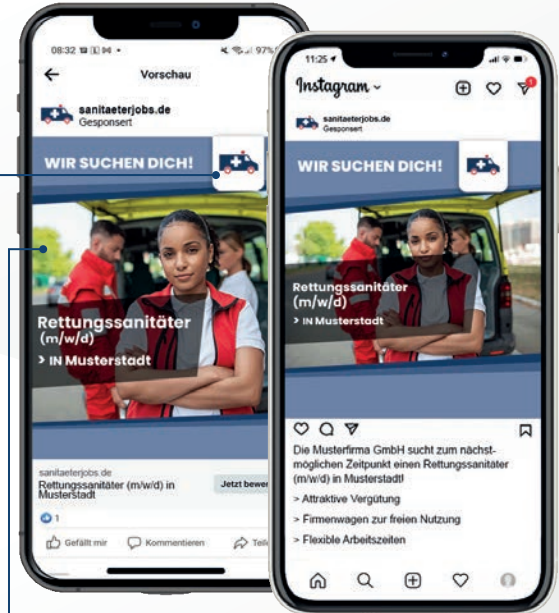 08:32
97%
Vorschau
sanitaeterjobs.de
Gesponsert
WIR SUCHEN DICH!
Rettungssanitäter
(m/w/d)
> IN Musterstadt
sanitaeterjobs.de
Rettungssanitäter (m/w/d) in
Musterstadt
Jetzt bewer
1
Gefällt mir
Kommentieren
Teile
11:25
Instagram
1
sanitaeterjobs.de
Gesponsert
WIR SUCHEN DICH!
Rettungssanitäter
(m/w/d)
> IN Musterstadt
Die Musterfirma GmbH sucht zum nächst-
möglichen Zeitpunkt einen Rettungssanitäter
(m/w/d) in Musterstadt!
> Attraktive Vergütung
> Firmenwagen zur freien Nutzung
> Flexible Arbeitszeiten